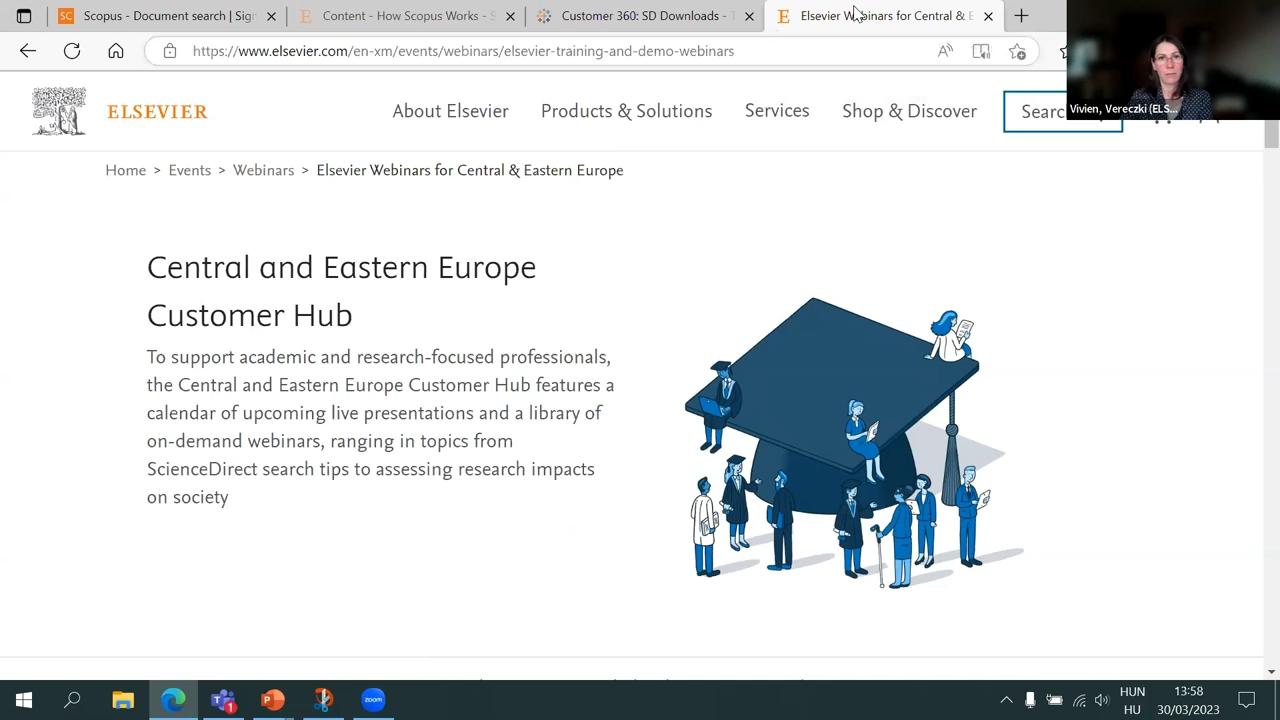 Scopus - Document search | Sig
Content - How Scopus Works - S
Customer 360: SD Downloads - T
Elsevier Webinars for Central & E
https://www.elsevier.com/en-xm/events/webinars/elsevier-training-and-demo-webinars
Vivien, Vereczki (ELS...
ELSEVIER
About Elsevier
Products & Solutions
Services
Shop & Discover
Searc
Home > Events > Webinars > Elsevier Webinars for Central & Eastern Europe
Central and Eastern Europe
Customer Hub
To support academic and research-focused professionals,
the Central and Eastern Europe Customer Hub features a
calendar of upcoming live presentations and a library of
on-demand webinars, ranging in topics from
ScienceDirect search tips to assessing research impacts
on society
zoom
HUN
HU
13:58
30/03/2023